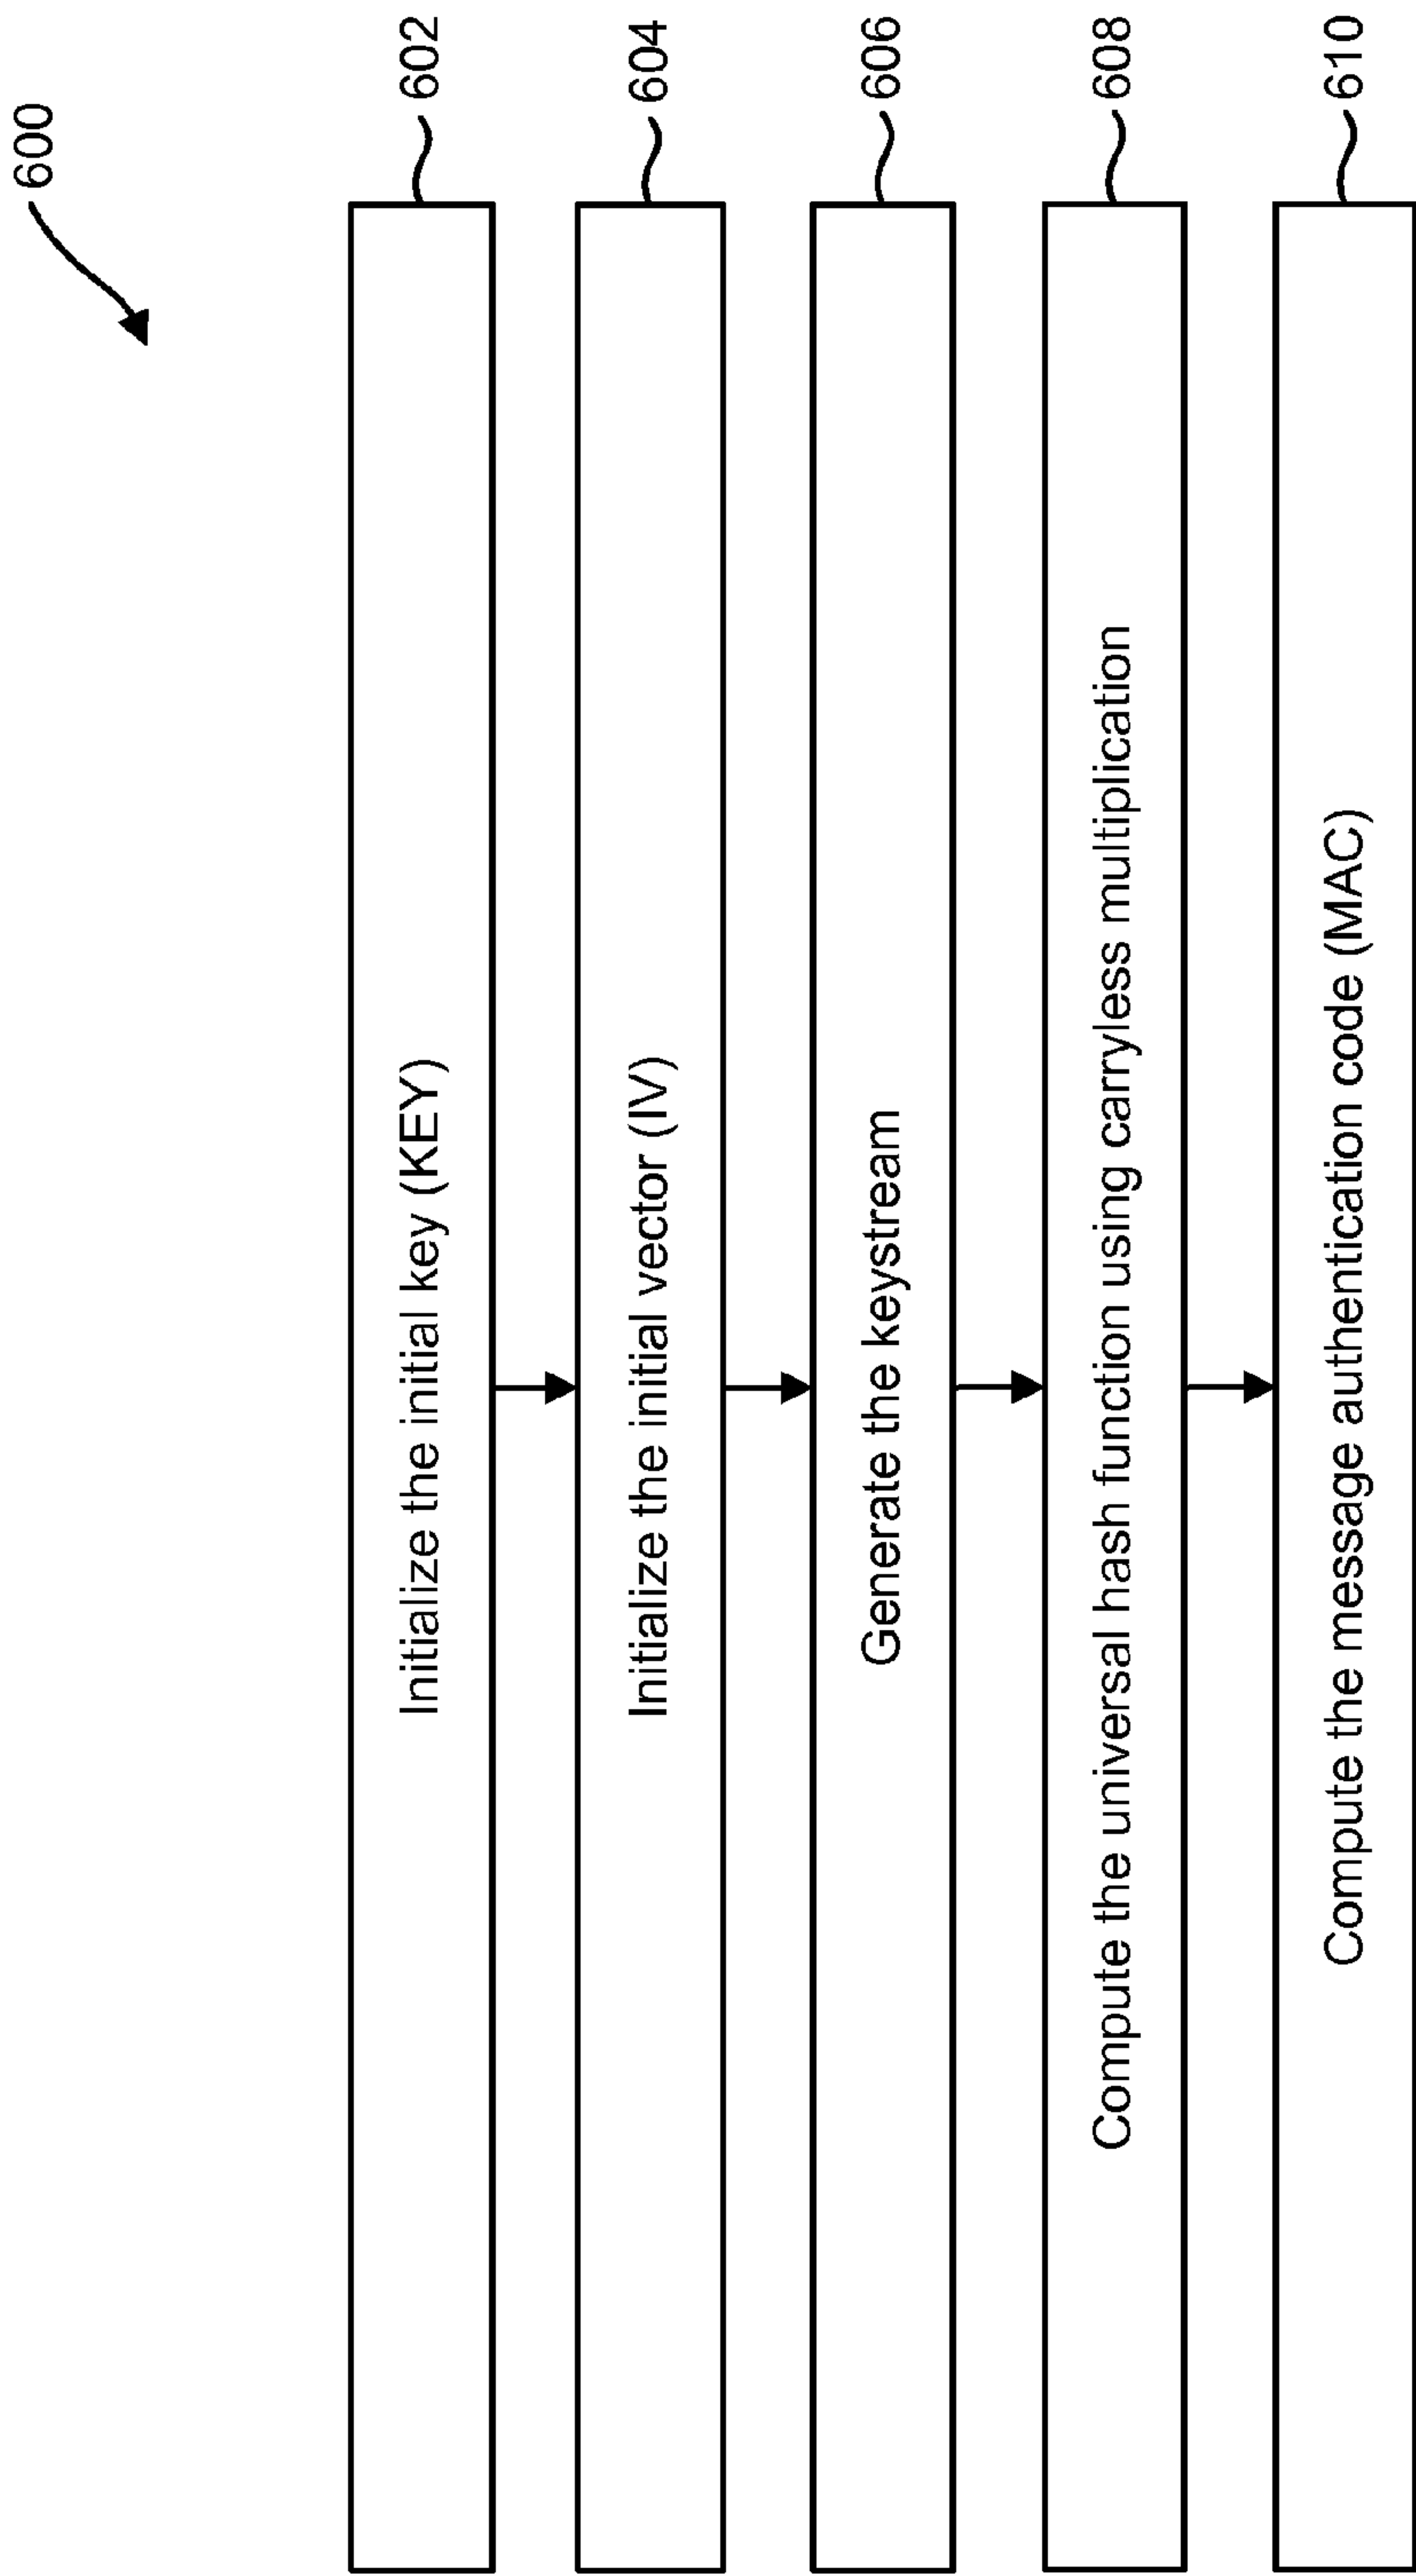 600
Initialize the initial key (KEY)
602
Initialize the initial vector (IV)
604
Generate the keystream
606
Compute the universal hash function using carryless multiplication
608
Compute the message authentication code (MAC)
610